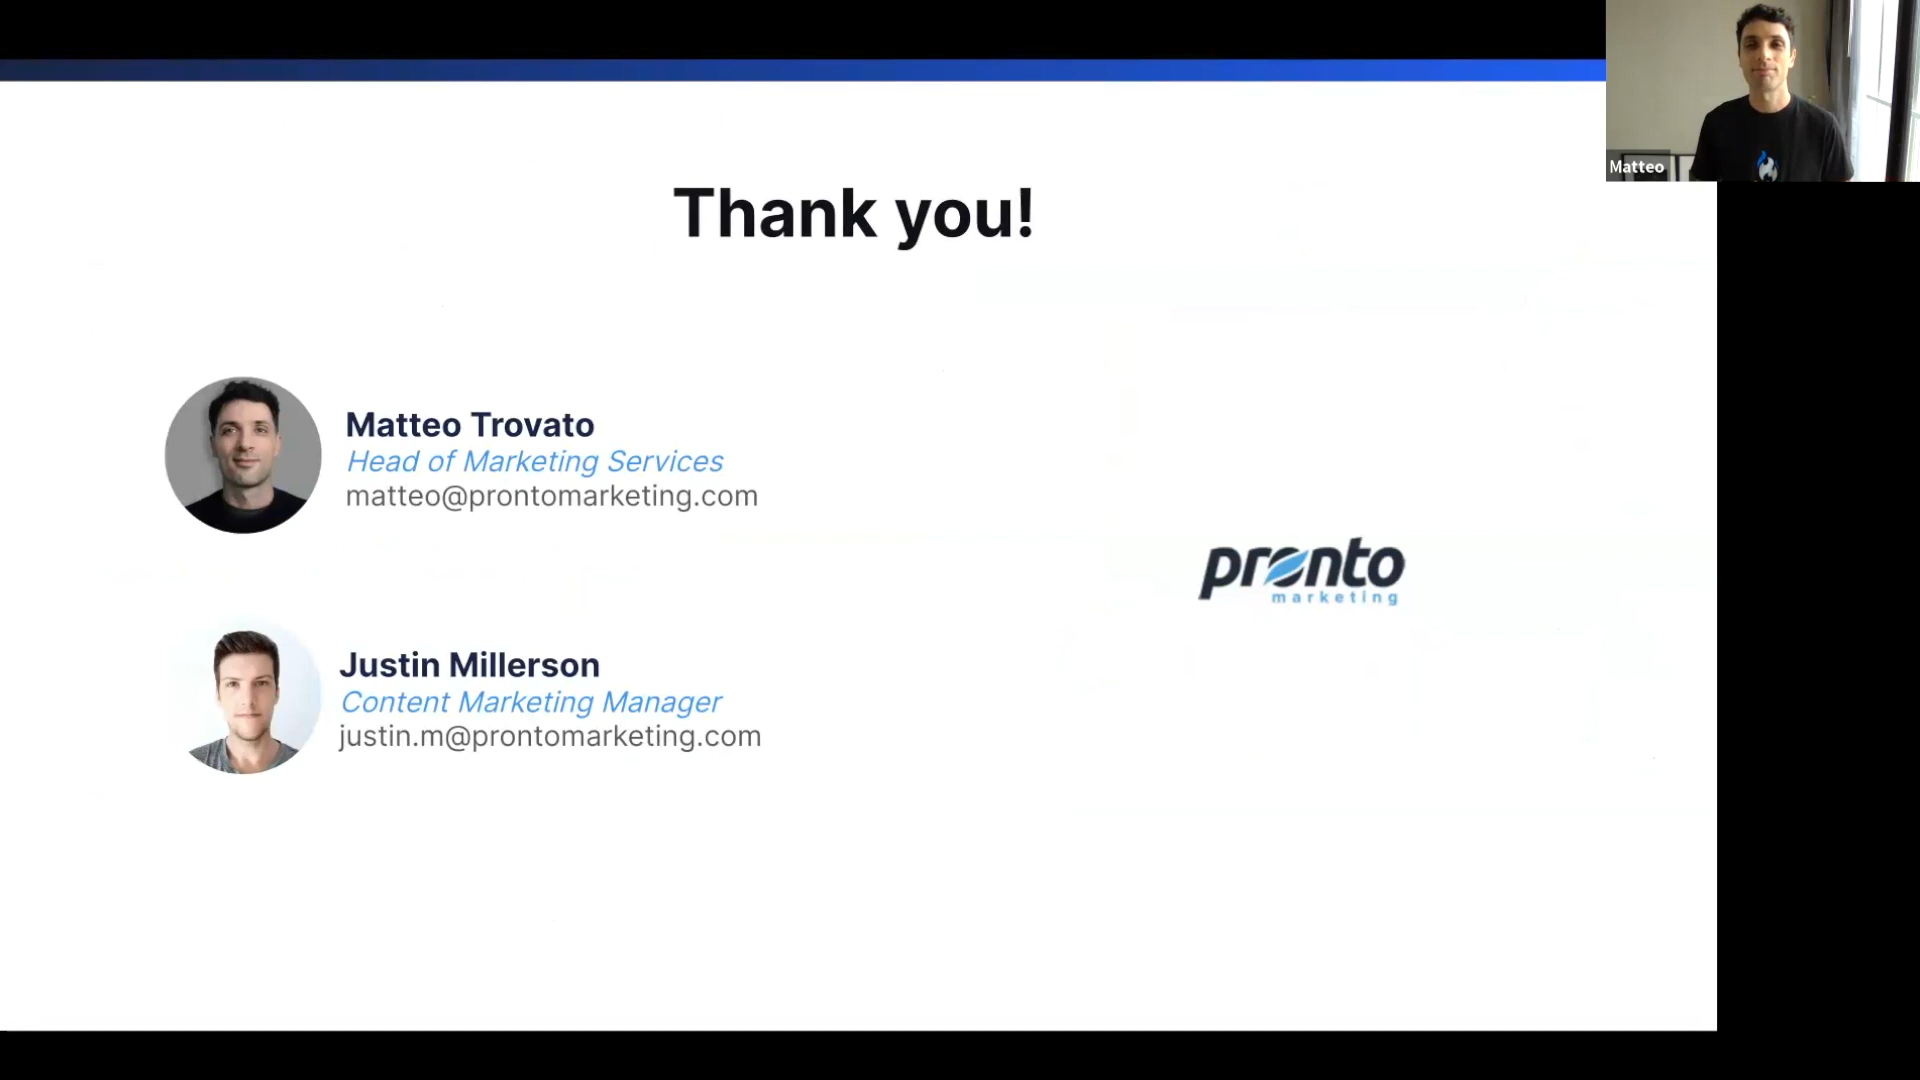 Matteo
Thank you!
Matteo Trovato
Head of Marketing Services
matteo@prontomarketing.com
pronto
marketing
Justin Millerson
Content Marketing Manager
justin.m@prontomarketing.com